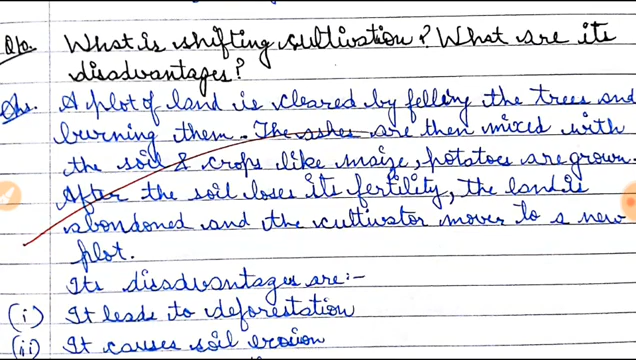 Q10. What is shifting cultivation? What are its
disadvantages?
Ans. A plot of land is cleared by felling the trees and
burning them. The ashes are then mixed with
the soil & crops like maize, potatoes are grown.
After the soil loses its fertility, the land is
abondoned and the cultivator moves to a new
plot.
Its disadvantages are:-
(i) It leads to deforestation
(ii) It causes soil erosion